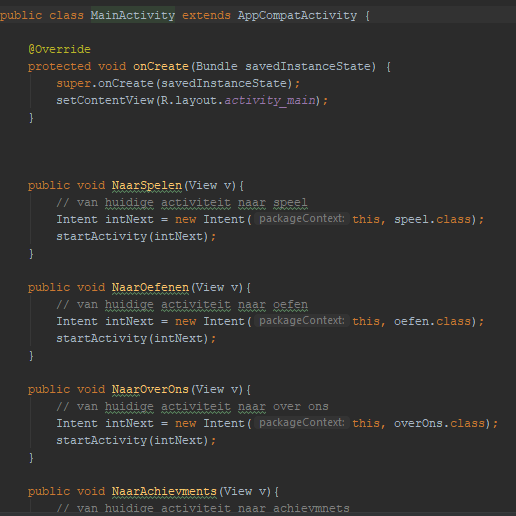 public class MainActivity extends AppCompatActivity {
@Override
protected void onCreate(Bundle savedInstanceState) {
super.onCreate(savedInstanceState);
setContentView(R.layout.activity_main);
}
public void NaarSpelen(View v){
// van huidige activiteit naar speel
Intent intNext = new Intent( packageContext: this, speel.class);
startActivity(intNext);
}
public void NaarOefenen(View v){
// van huidige activiteit naar oefen
Intent intNext = new Intent( packageContext: this, oefen.class);
startActivity(intNext);
}
public void NaarOverOns(View v){
// van huidige activiteit naar over ons
Intent intNext = new Intent( packageContext: this, overOns.class);
startActivity(intNext);
}
public void NaarAchievments(View v){
// van huidige activiteit naar achievmnets